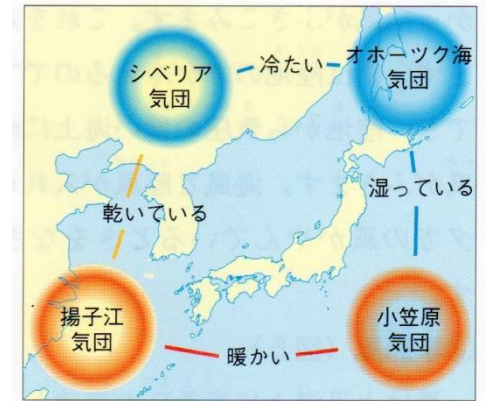 シベリア
気団
冷たい
オホーツク海
気団
乾いている
湿っている
揚子江
気団
暖かい
小笠原
気団